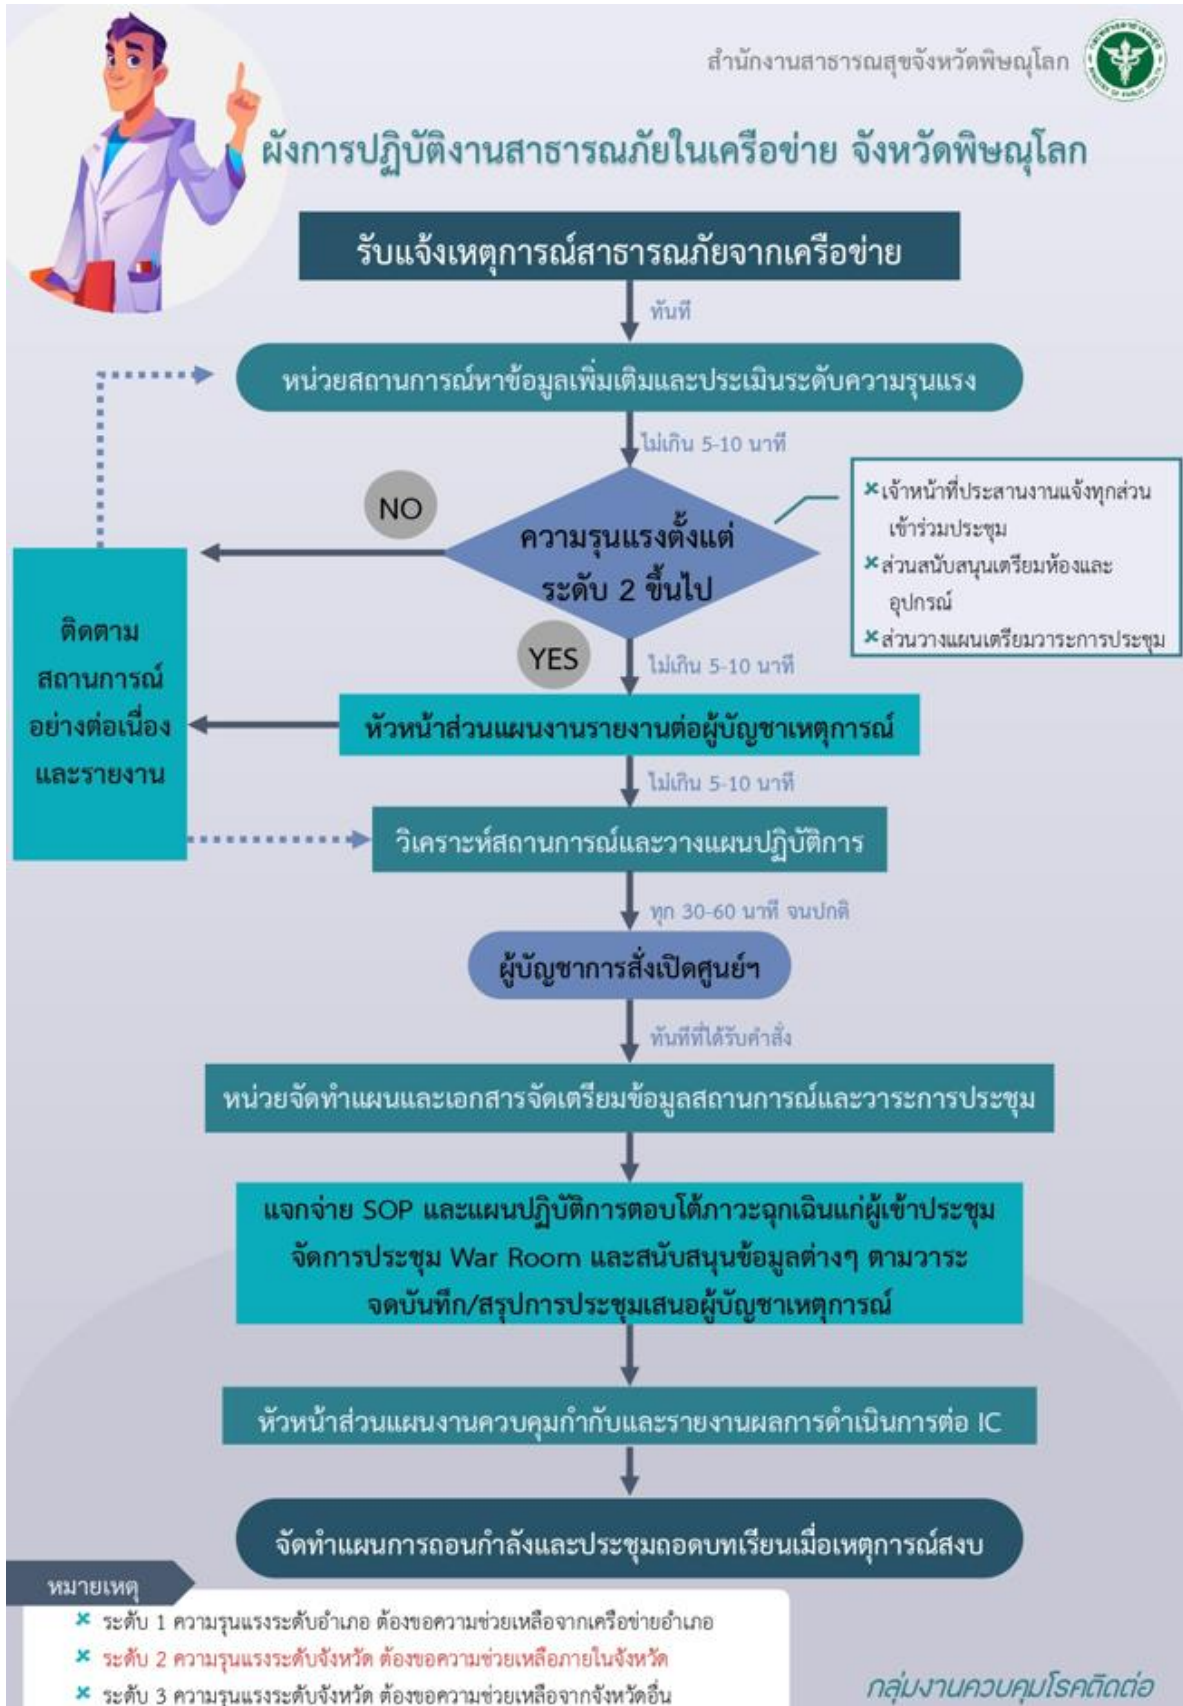 สำนักงานสาธารณสุขจังหวัดพิษณุโลก
ผังการปฏิบัติงานสาธารณภัยในเครือข่าย จังหวัดพิษณุโลก
รับแจ้งเหตุการณ์สาธารณภัยจากเครือข่าย
ทันที
หน่วยสถานการณ์หาข้อมูลเพิ่มเติมและประเมินระดับความรุนแรง
ไม่เกิน 5-10 นาที
NO
ความรุนแรงตั้งแต่
ระดับ 2 ขึ้นไป
เจ้าหน้าที่ประสานงานแจ้งทุกส่วน
เข้าร่วมประชุม
ส่วนสนับสนุนเตรียมห้องและ
อุปกรณ์
ส่วนวางแผนเตรียมวาระการประชุม
YES
ไม่เกิน 5-10 นาที
ติดตาม
สถานการณ์
อย่างต่อเนื่อง
และรายงาน
หัวหน้าส่วนแผนงานรายงานต่อผู้บัญชาเหตุการณ์
ไม่เกิน 5-10 นาที
วิเคราะห์สถานการณ์และวางแผนปฏิบัติการ
ทุก 30-60 นาที จนปกติ
ผู้บัญชาการสั่งเปิดศูนย์ฯ
ทันทีที่ได้รับคำสั่ง
หน่วยจัดทำแผนและเอกสารจัดเตรียมข้อมูลสถานการณ์และวาระการประชุม
แจกจ่าย SOP และแผนปฏิบัติการตอบโต้ภาวะฉุกเฉินแก่ผู้เข้าประชุม
จัดการประชุม War Room และสนับสนุนข้อมูลต่างๆ ตามวาระ
จดบันทึก/สรุปการประชุมเสนอผู้บัญชาเหตุการณ์
หัวหน้าส่วนแผนงานควบคุมกำกับและรายงานผลการดำเนินการต่อ IC
จัดทำแผนการถอนกำลังและประชุมถอดบทเรียนเมื่อเหตุการณ์สงบ
หมายเหตุ
ระดับ 1 ความรุนแรงระดับอำเภอ ต้องขอความช่วยเหลือจากเครือข่ายอำเภอ
ระดับ 2 ความรุนแรงระดับจังหวัด ต้องขอความช่วยเหลือภายในจังหวัด
ระดับ 3 ความรุนแรงระดับจังหวัด ต้องขอความช่วยเหลือจากจังหวัดอื่น
กลุ่มงานควบคุมโรคติดต่อ